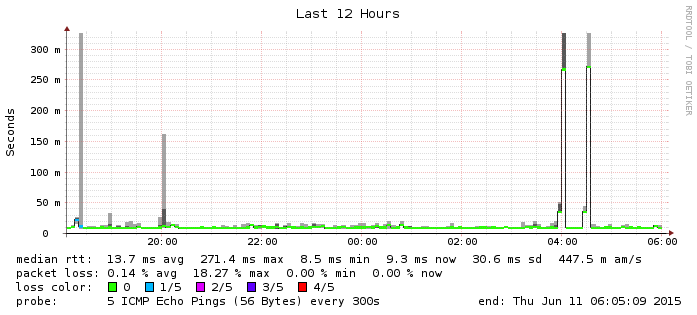 Last 12 Hours
RRDTOOL / TOBI OETIKER
Seconds
300 m
250 m
200 m
150 m
100 m
50 m
0
20:00 22:00 00:00 02:00 04:00 06:00
median rtt: 13.7 ms avg 271.4 ms max 8.5 ms min 9.3 ms now 30.6 ms sd 447.5 m am/s
packet loss: 0.14 % avg 18.27 % max 0.00 % min 0.00 % now
loss color: 0 1/5 2/5 3/5 4/5
probe: 5 ICMP Echo Pings (56 Bytes) every 300s end: Thu Jun 11 06:05:09 2015